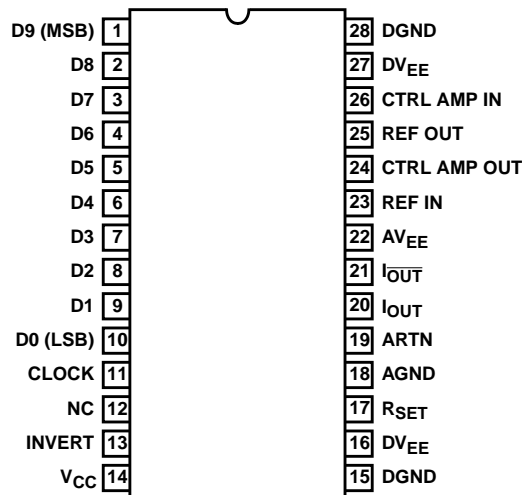 D9 (MSB) 1 28 DGND
D8 2 27 DVEE
D7 3 26 CTRL AMP IN
D6 4 25 REF OUT
D5 5 24 CTRL AMP OUT
D4 6 23 REF IN
D3 7 22 AVEE
D2 8 21 IOUT
D1 9 20 IOUT
D0 (LSB) 10 19 ARTN
CLOCK 11 18 AGND
NC 12 17 RSET
INVERT 13 16 DVEE
VCC 14 15 DGND